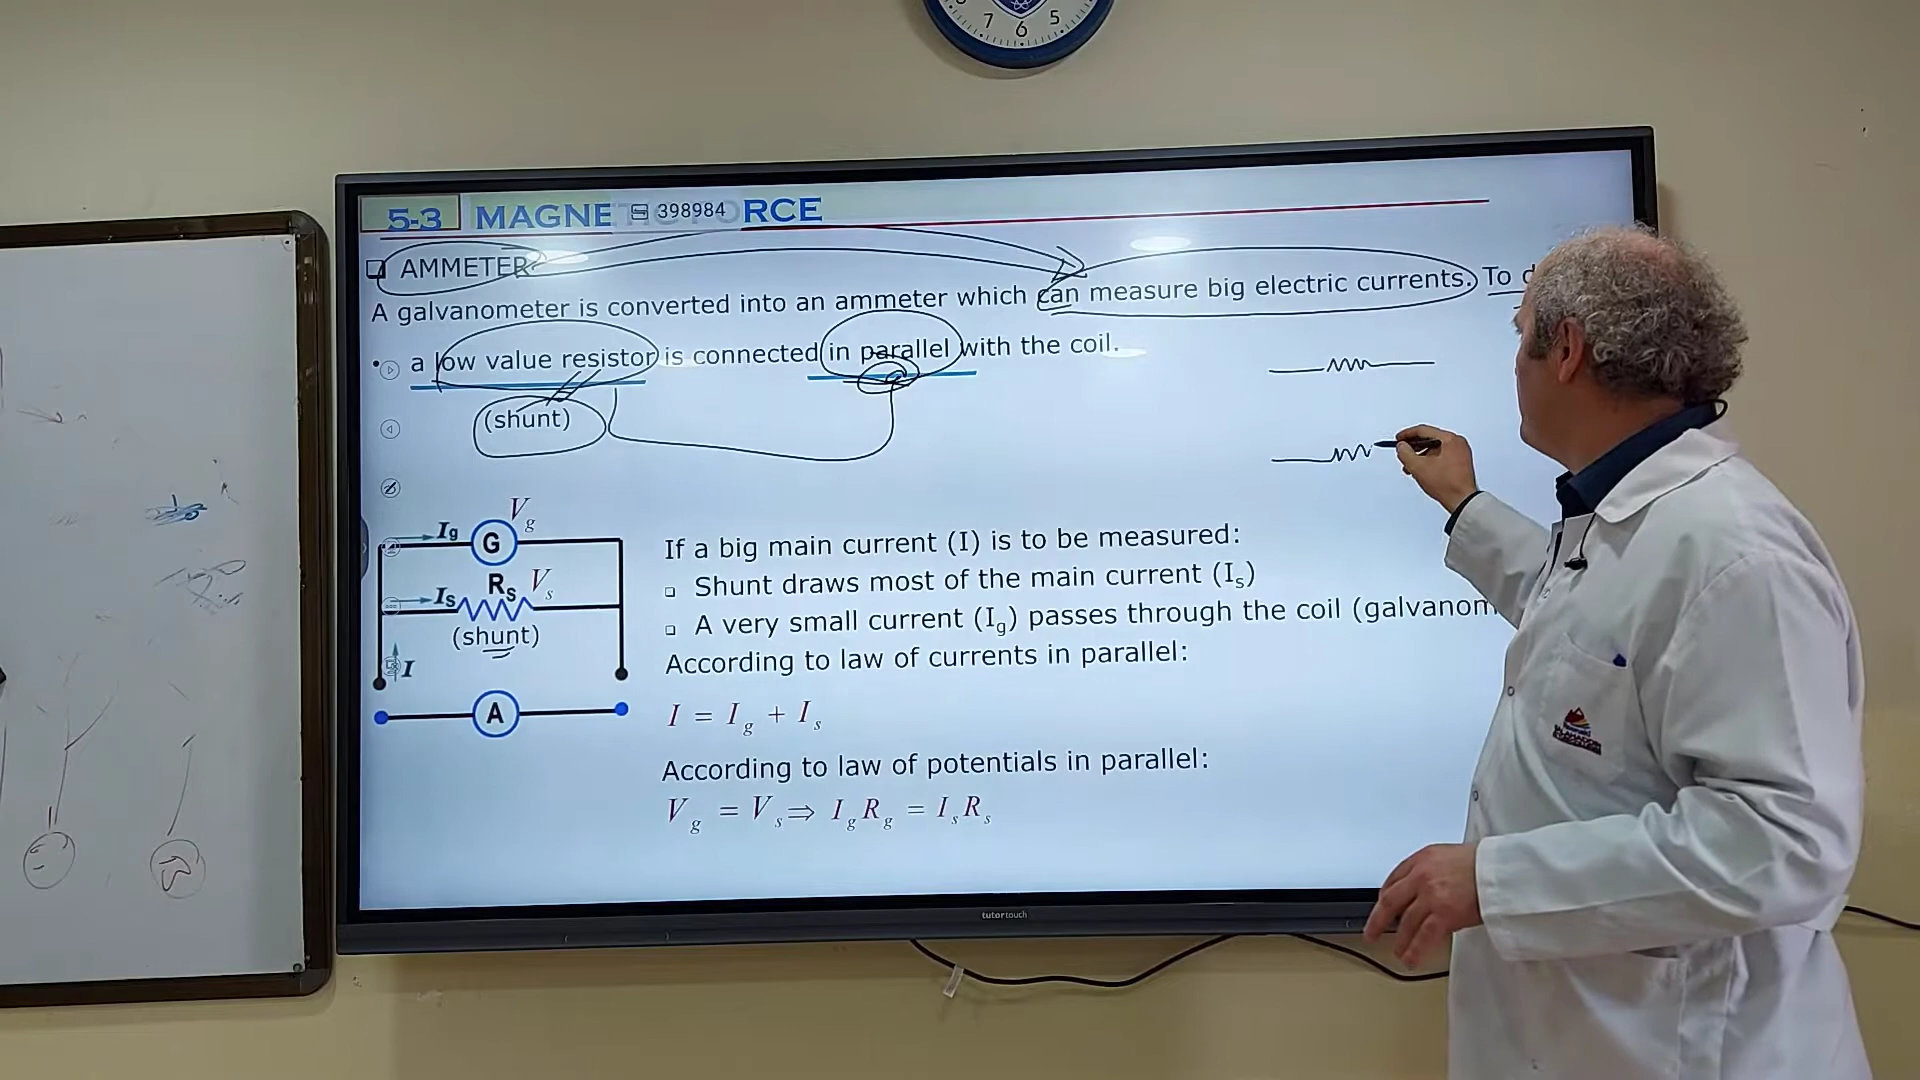 7 6 5
5-3 MAGNE 398984 RCE
AMMETER
A galvanometer is converted into an ammeter which can measure big electric currents. To d
• a low value resistor is connected in parallel with the coil.
(shunt)
Ig G Vg
Is Rs Vs
(shunt)
I
A
If a big main current (I) is to be measured:
Shunt draws most of the main current (Is)
A very small current (Ig) passes through the coil (galvanom
According to law of currents in parallel:
I = Ig + Is
According to law of potentials in parallel:
Vg = Vs ⇒ IgRg = IsRs
tutortouch